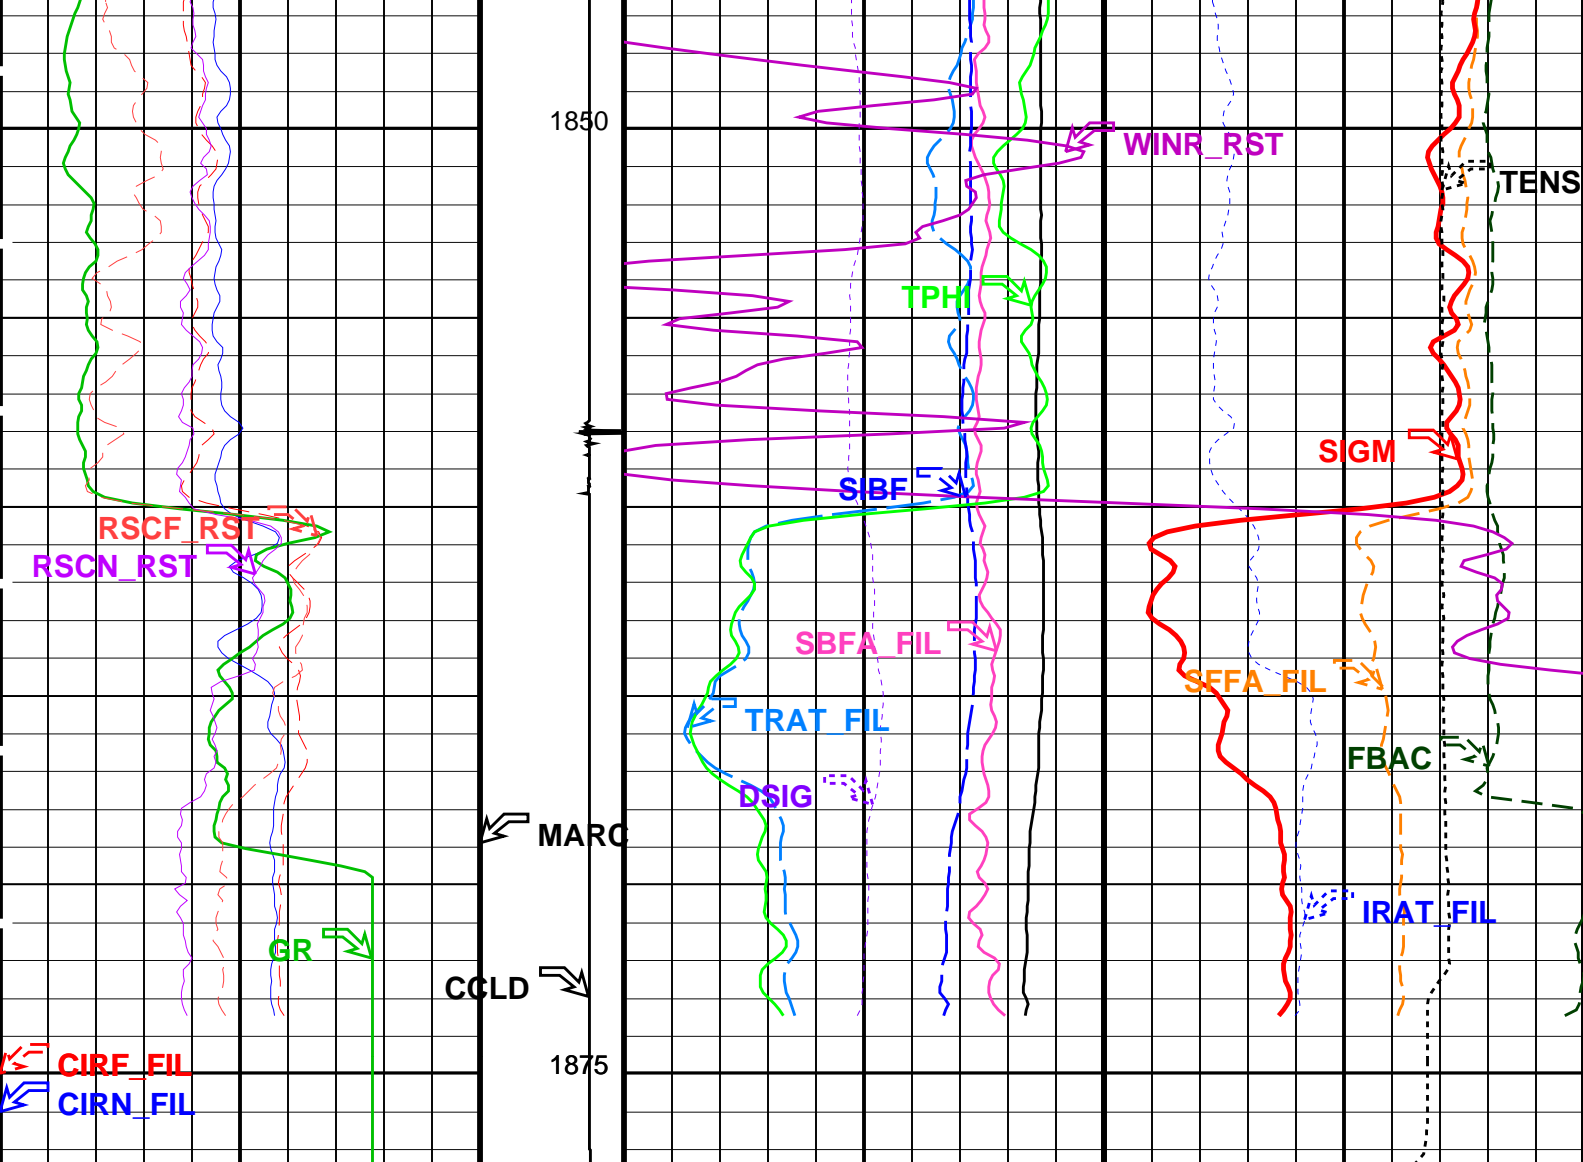 1850
WINR_RST
TENS
TPHI
SIGM
SIBF
RSCF_RST
RSCN_RST
SBFA_FIL
SFFA_FIL
TRAT_FIL
FBAC
DSIG
MARC
IRAT_FIL
GR
CCLD
CIRF_FIL
1875
CIRN_FIL